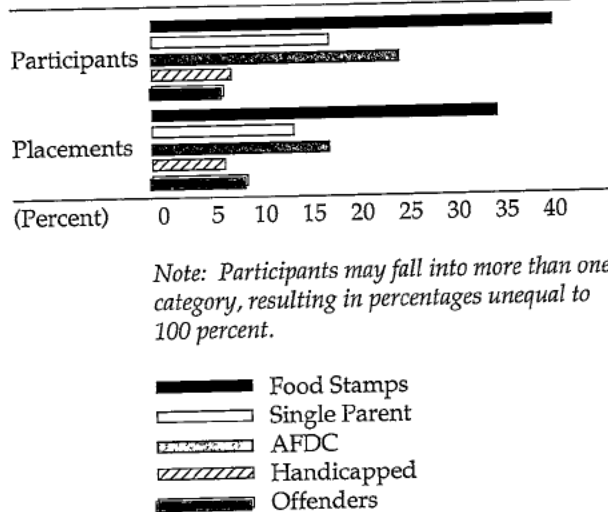 Participants
Placements
(Percent) 0 5 10 15 20 25 30 35 40
Note: Participants may fall into more than one
category, resulting in percentages unequal to
100 percent.
Food Stamps
Single Parent
AFDC
Handicapped
Offenders